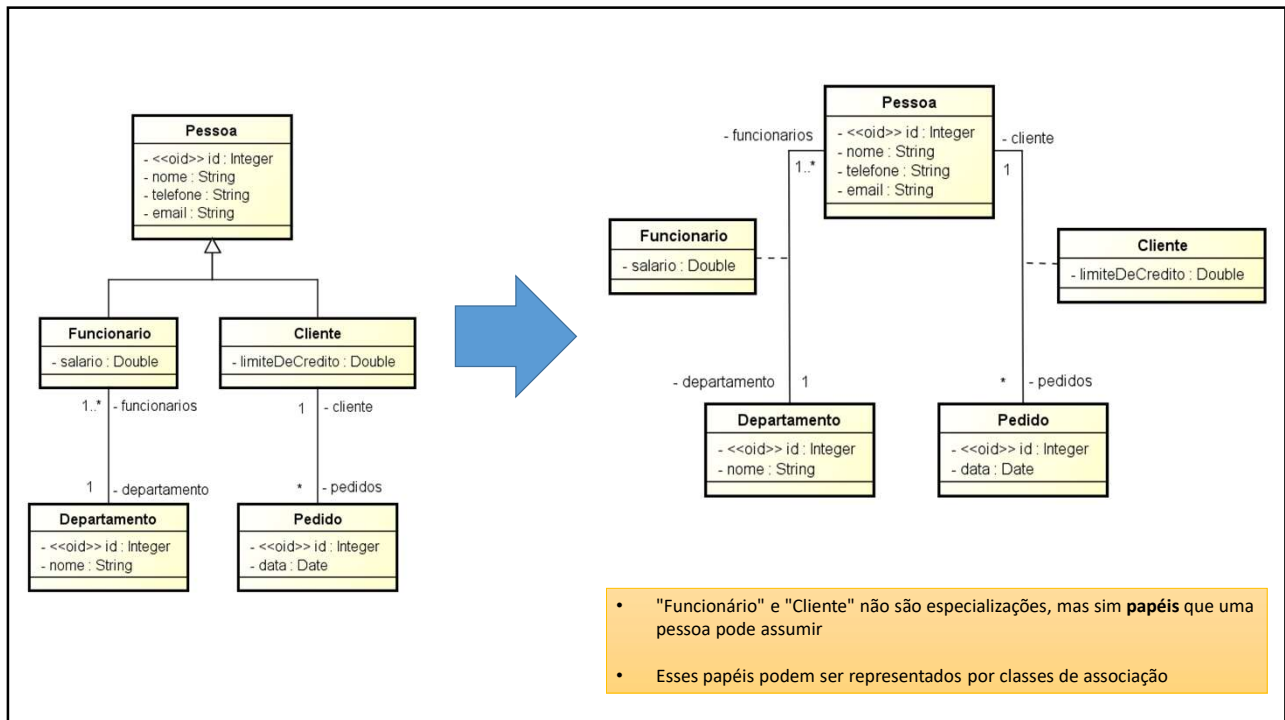 Pessoa
- <<oid>> id : Integer
- nome : String
- telefone : String
- email : String
Funcionario
- salario : Double
Cliente
- limiteDeCredito : Double
1..* - funcionarios
1 - cliente
1 - departamento
* - pedidos
Departamento
- <<oid>> id : Integer
- nome : String
Pedido
- <<oid>> id : Integer
- data : Date
Pessoa
- <<oid>> id : Integer
- nome : String
- telefone : String
- email : String
- funcionarios
1..*
- cliente
1
Funcionario
- salario : Double
Cliente
- limiteDeCredito : Double
- departamento 1
* - pedidos
Departamento
- <<oid>> id : Integer
- nome : String
Pedido
- <<oid>> id : Integer
- data : Date
• "Funcionário" e "Cliente" não são especializações, mas sim papéis que uma
pessoa pode assumir
• Esses papéis podem ser representados por classes de associação